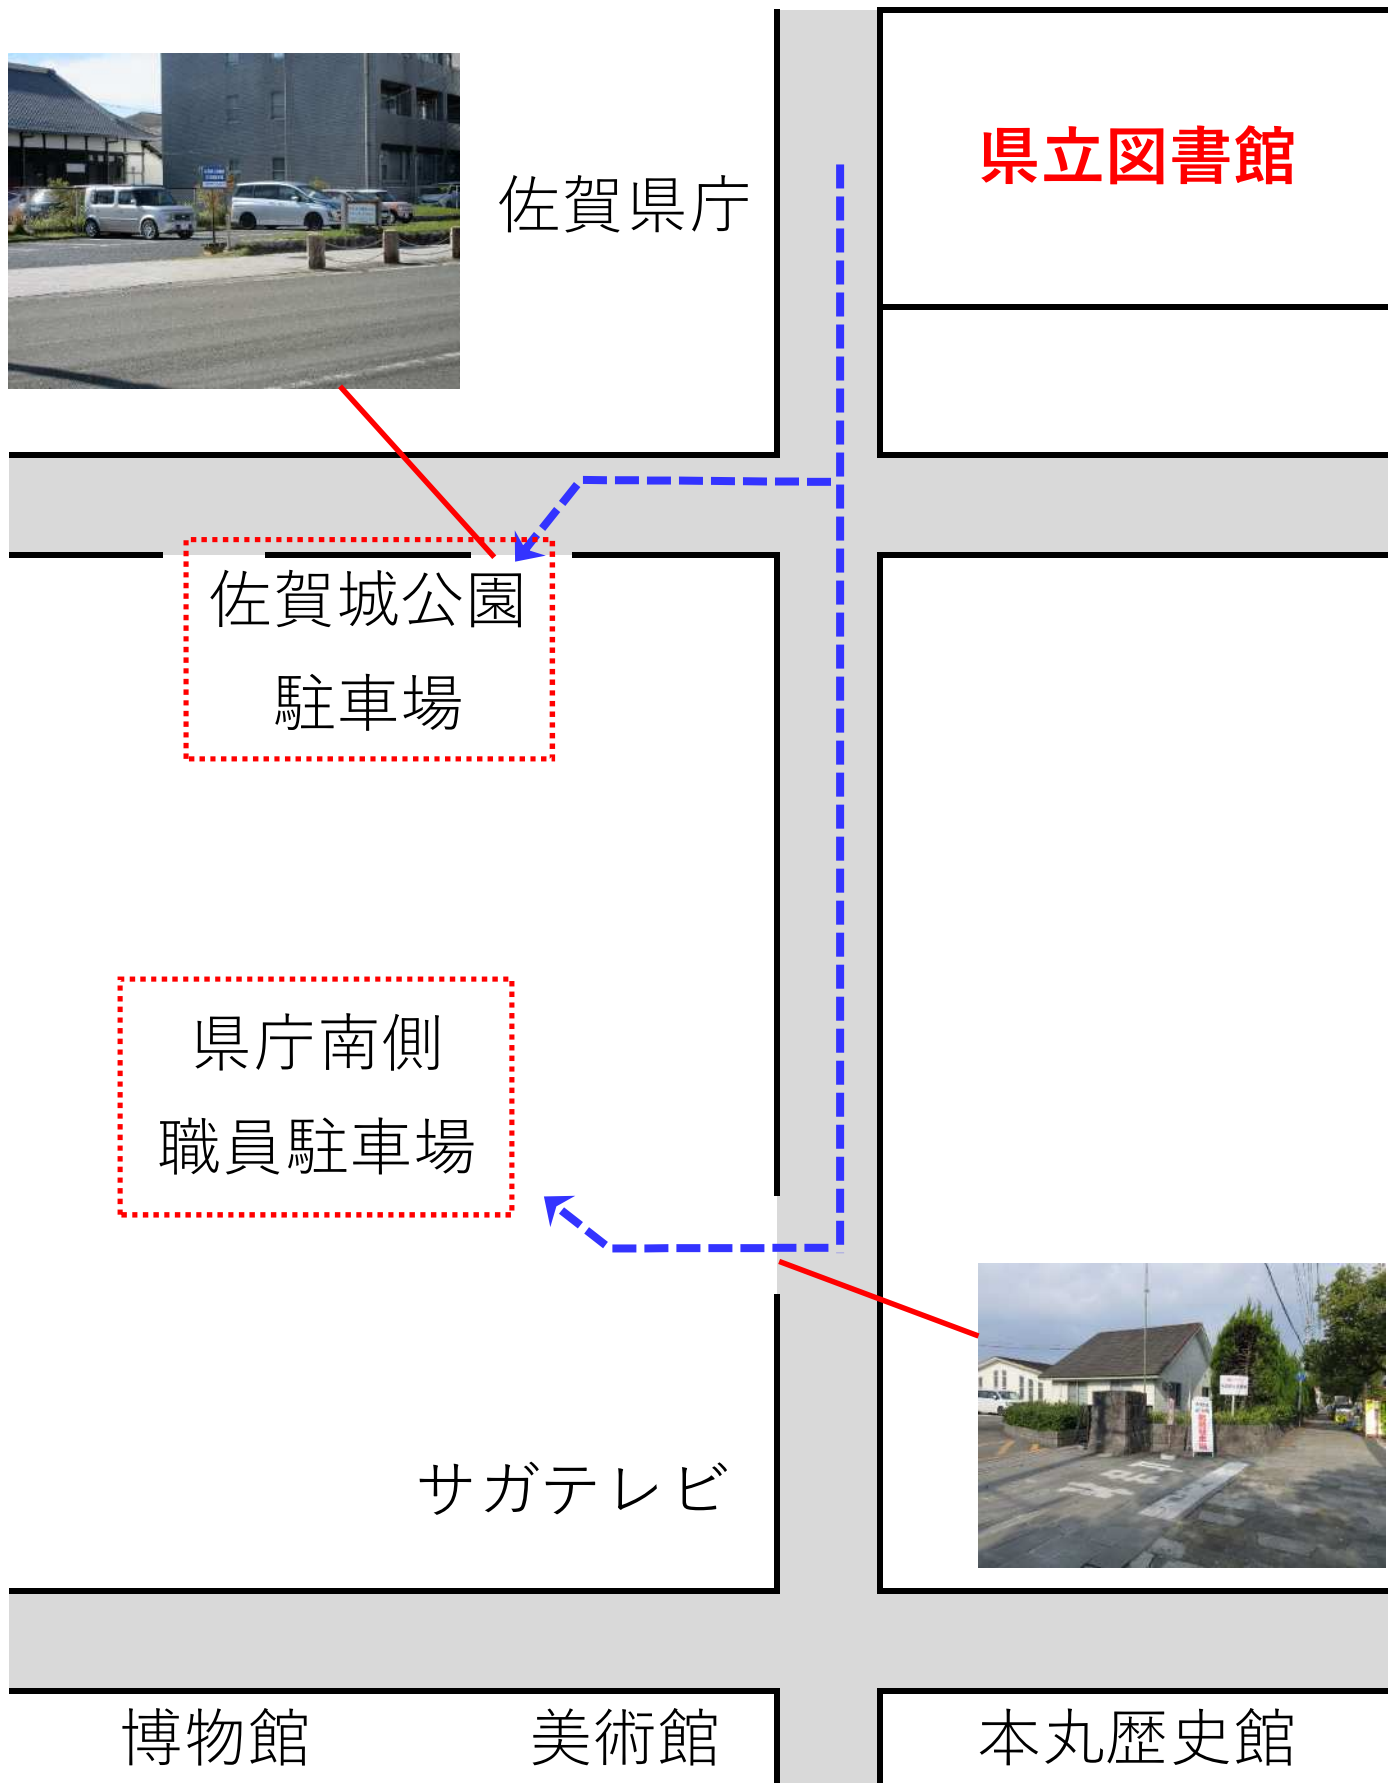 県立図書館
佐賀県庁
佐賀城公園
駐車場
県庁南側
職員駐車場
サガテレビ
博物館
美術館
本丸歴史館